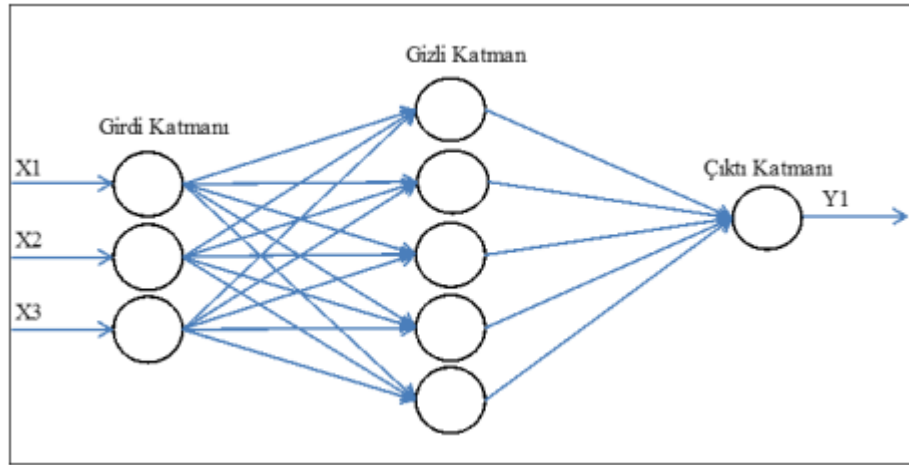 Gizli Katman
Girdi Katmanı
X1
Çıktı Katmanı
Y1
X2
X3